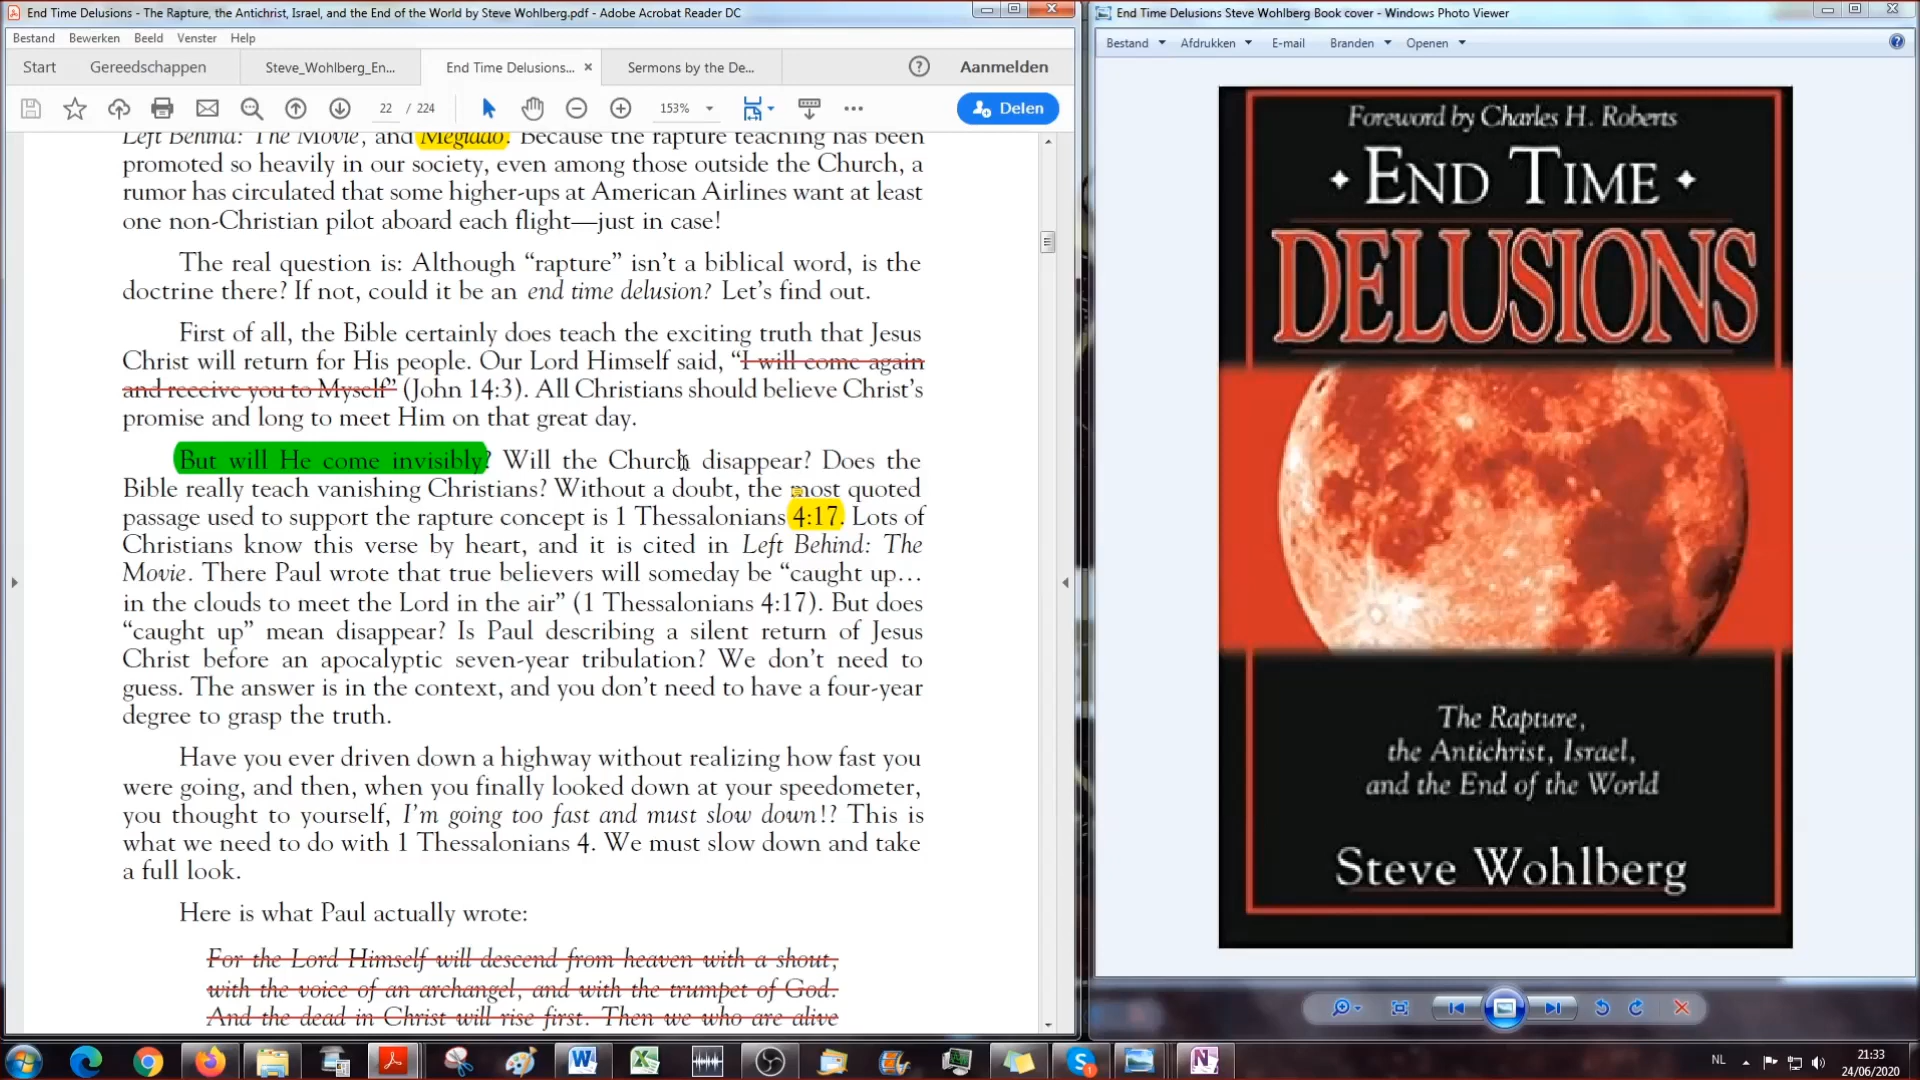 End Time Delusions - The Rapture, the Antichrist, Israel, and the End of the World by Steve Wohlberg.pdf - Adobe Acrobat Reader DC
Bestand Bewerken Beeld Venster Help
Start Gereedschappen Steve_Wohlberg_En... End Time Delusions... × Sermons by the De... Aanmelden
22 / 224 153% Delen
Left Behind: The Movie, and Megiddo. Because the rapture teaching has been
promoted so heavily in our society, even among those outside the Church, a
rumor has circulated that some higher-ups at American Airlines want at least
one non-Christian pilot aboard each flight—just in case!
The real question is: Although “rapture” isn’t a biblical word, is the
doctrine there? If not, could it be an end time delusion? Let’s find out.
First of all, the Bible certainly does teach the exciting truth that Jesus
Christ will return for His people. Our Lord Himself said, “I will come again
and receive you to Myself” (John 14:3). All Christians should believe Christ’s
promise and long to meet Him on that great day.
But will He come invisibly? Will the Church disappear? Does the
Bible really teach vanishing Christians? Without a doubt, the most quoted
passage used to support the rapture concept is 1 Thessalonians 4:17. Lots of
Christians know this verse by heart, and it is cited in Left Behind: The
Movie. There Paul wrote that true believers will someday be “caught up…
in the clouds to meet the Lord in the air” (1 Thessalonians 4:17). But does
“caught up” mean disappear? Is Paul describing a silent return of Jesus
Christ before an apocalyptic seven-year tribulation? We don’t need to
guess. The answer is in the context, and you don’t need to have a four-year
degree to grasp the truth.
Have you ever driven down a highway without realizing how fast you
were going, and then, when you finally looked down at your speedometer,
you thought to yourself, I’m going too fast and must slow down!? This is
what we need to do with 1 Thessalonians 4. We must slow down and take
a full look.
Here is what Paul actually wrote:
For the Lord Himself will descend from heaven with a shout,
with the voice of an archangel, and with the trumpet of God.
And the dead in Christ will rise first. Then we who are alive
End Time Delusions Steve Wohlberg Book cover - Windows Photo Viewer
Bestand Afdrukken E-mail Branden Openen
Foreword by Charles H. Roberts
END TIME
DELUSIONS
The Rapture,
the Antichrist, Israel,
and the End of the World
Steve Wohlberg
NL
21:33
24/06/2020